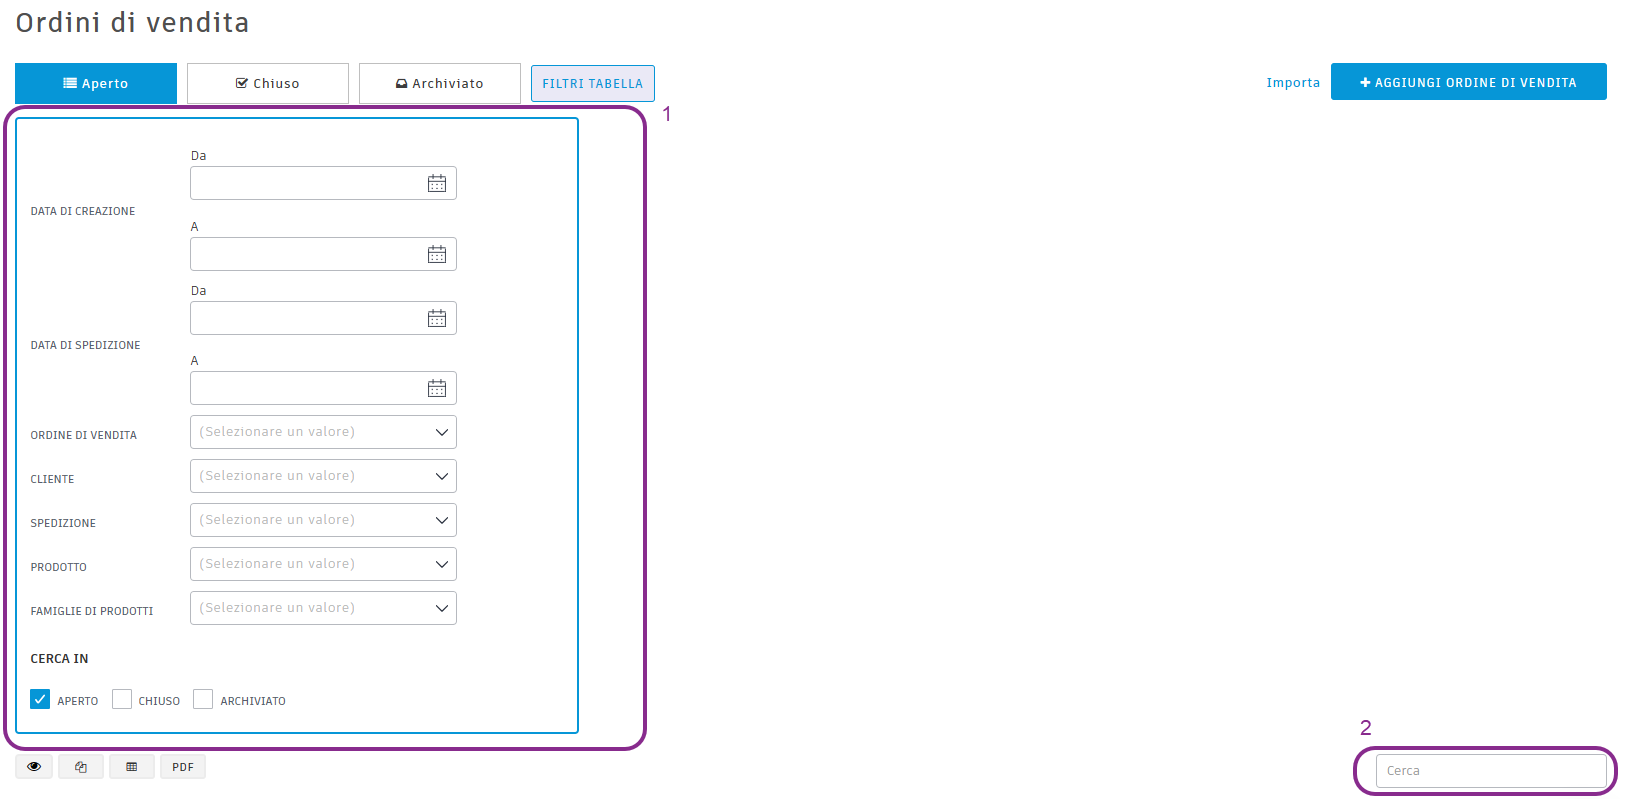 Ordini di vendita
Aperto
Chiuso
Archiviato
FILTRI TABELLA
Importa
AGGIUNGI ORDINE DI VENDITA
1
Da
DATA DI CREAZIONE
A
Da
DATA DI SPEDIZIONE
A
ORDINE DI VENDITA (Selezionare un valore)
CLIENTE (Selezionare un valore)
SPEDIZIONE (Selezionare un valore)
PRODOTTO (Selezionare un valore)
FAMIGLIE DI PRODOTTI (Selezionare un valore)
CERCA IN
APERTO CHIUSO ARCHIVIATO
2
PDF
Cerca